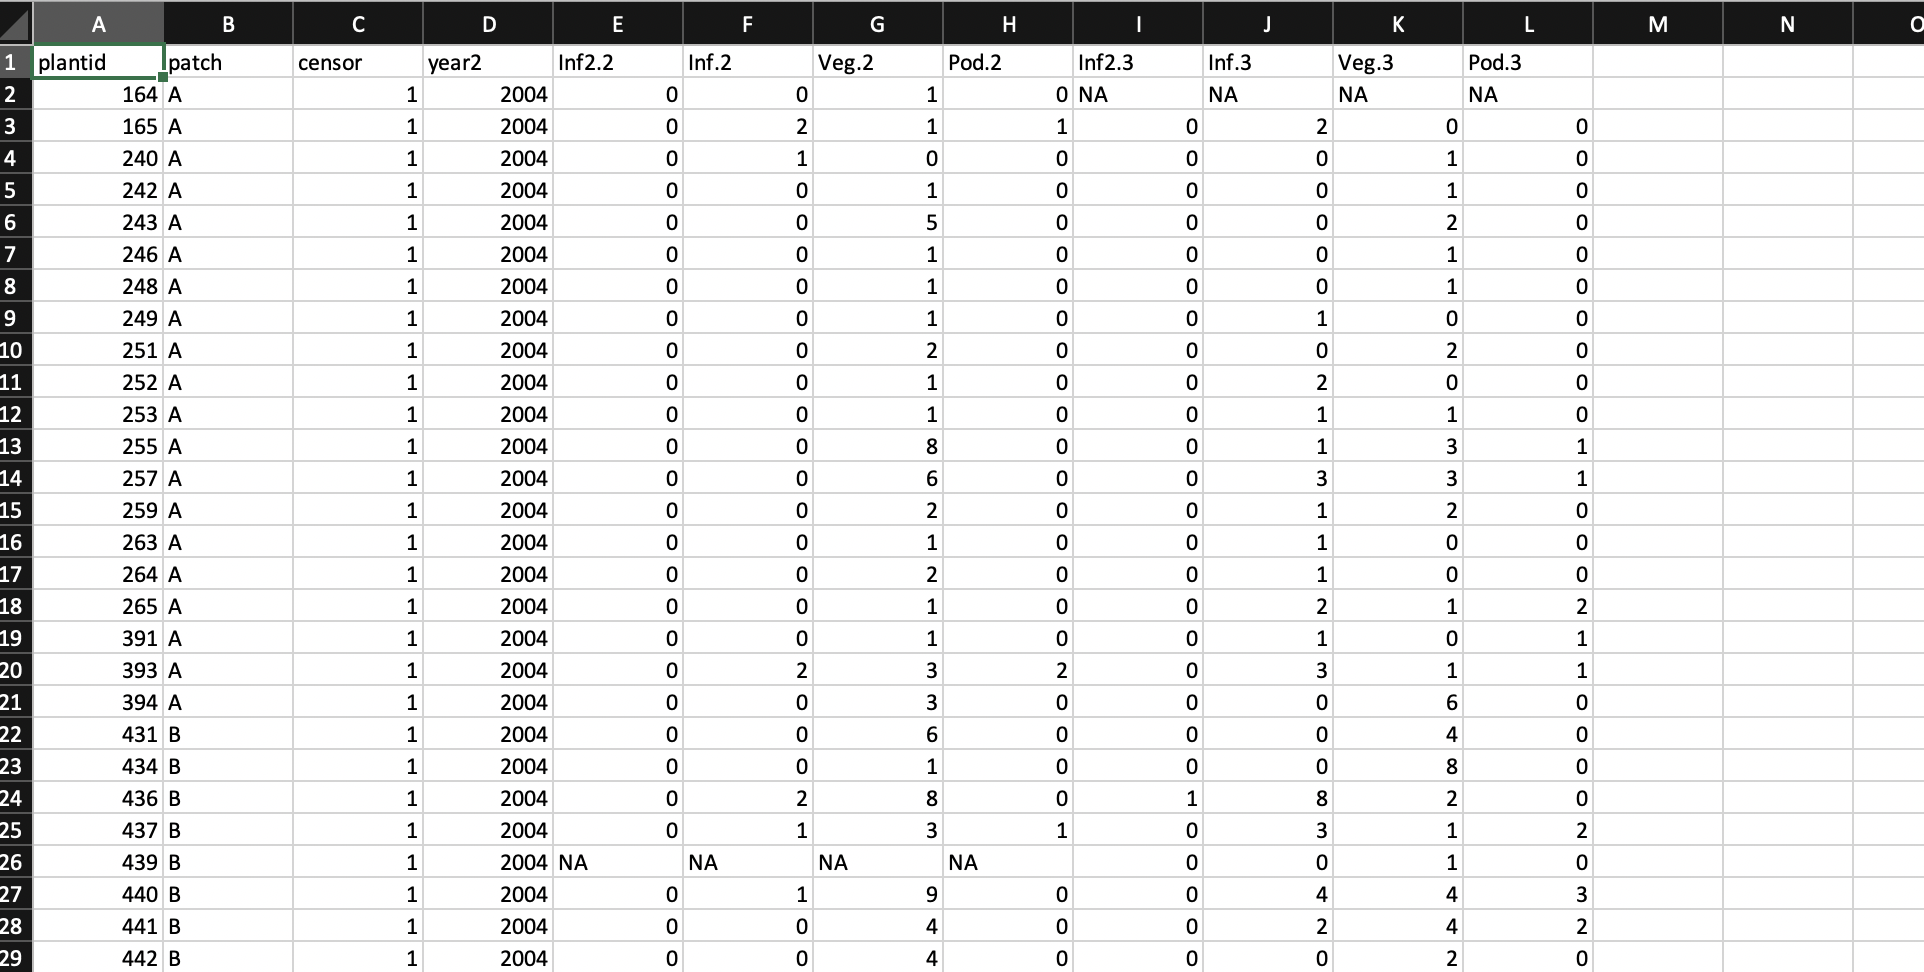 A B C D E F G H I J K L M N O
1 plantid patch censor year2 Inf2.2 Inf.2 Veg.2 Pod.2 Inf2.3 Inf.3 Veg.3 Pod.3
2 164 A 1 2004 0 0 1 0 NA NA NA NA
3 165 A 1 2004 0 2 1 1 0 2 0 0
4 240 A 1 2004 0 1 0 0 0 0 1 0
5 242 A 1 2004 0 0 1 0 0 0 1 0
6 243 A 1 2004 0 0 5 0 0 0 2 0
7 246 A 1 2004 0 0 1 0 0 0 1 0
8 248 A 1 2004 0 0 1 0 0 0 1 0
9 249 A 1 2004 0 0 1 0 0 1 0 0
10 251 A 1 2004 0 0 2 0 0 0 2 0
11 252 A 1 2004 0 0 1 0 0 2 0 0
12 253 A 1 2004 0 0 1 0 0 1 1 0
13 255 A 1 2004 0 0 8 0 0 1 3 1
14 257 A 1 2004 0 0 6 0 0 3 3 1
15 259 A 1 2004 0 0 2 0 0 1 2 0
16 263 A 1 2004 0 0 1 0 0 1 0 0
17 264 A 1 2004 0 0 2 0 0 1 0 0
18 265 A 1 2004 0 0 1 0 0 2 1 2
19 391 A 1 2004 0 0 1 0 0 1 0 1
20 393 A 1 2004 0 2 3 2 0 3 1 1
21 394 A 1 2004 0 0 3 0 0 0 6 0
22 431 B 1 2004 0 0 6 0 0 0 4 0
23 434 B 1 2004 0 0 1 0 0 0 8 0
24 436 B 1 2004 0 2 8 0 1 8 2 0
25 437 B 1 2004 0 1 3 1 0 3 1 2
26 439 B 1 2004 NA NA NA NA 0 0 1 0
27 440 B 1 2004 0 1 9 0 0 4 4 3
28 441 B 1 2004 0 0 4 0 0 2 4 2
29 442 B 1 2004 0 0 4 0 0 0 2 0